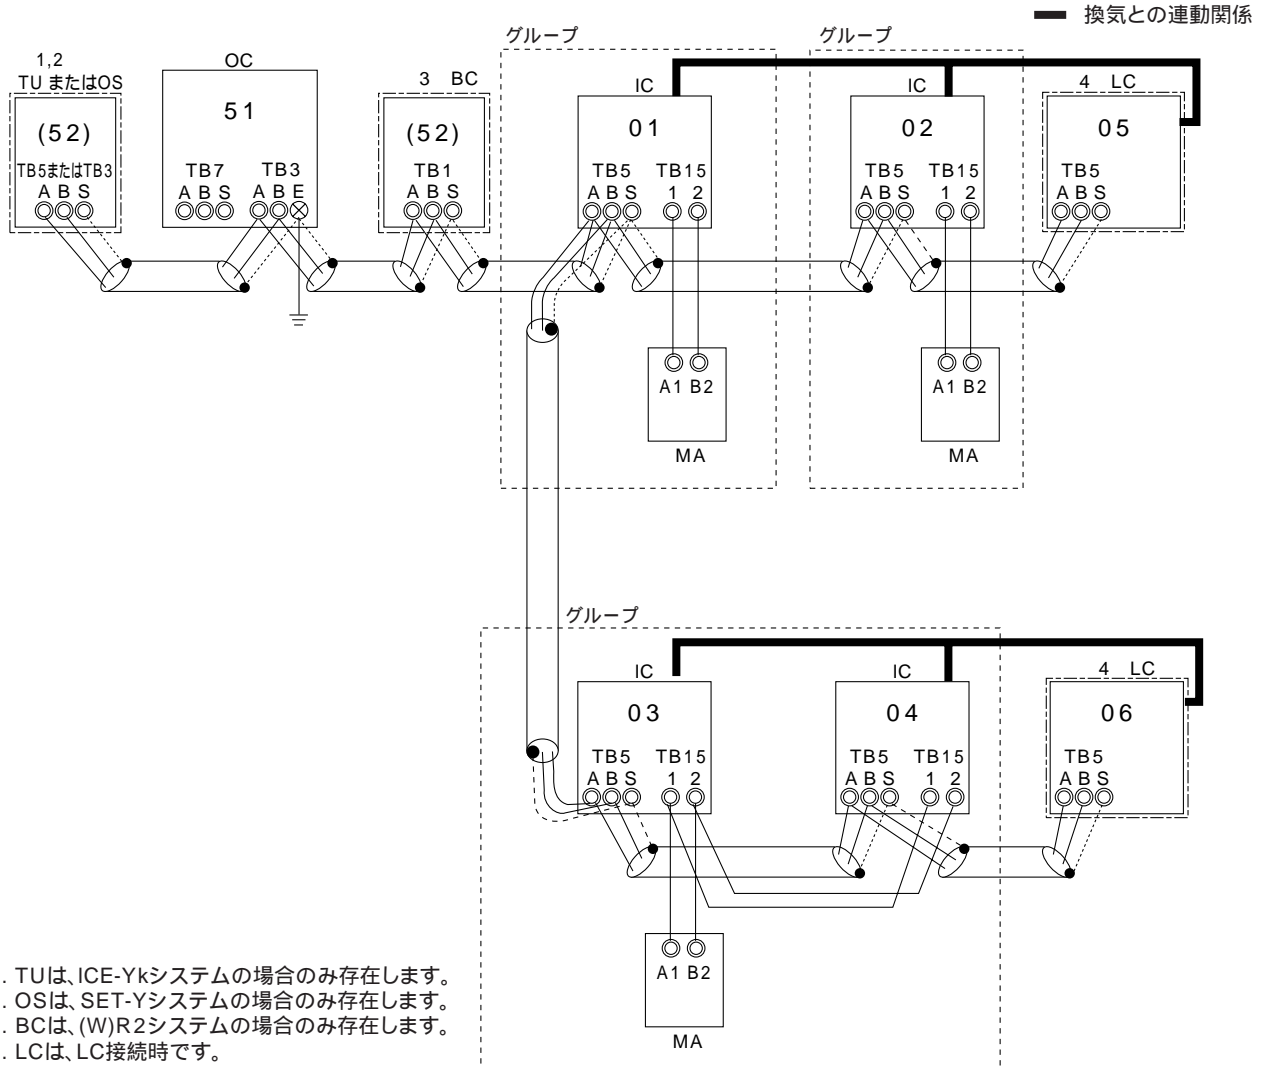 換気との連動関係
グループ
グループ
1,2
TU またはOS
OC
3 BC
IC
IC
4 LC
(52)
51
(52)
01
02
05
TB5またはTB3
TB7
TB3
TB1
TB5
TB15
TB5
TB15
TB5
A B S
A B S
A B E
A B S
A B S
1 2
A B S
1 2
A B S
A1 B2
A1 B2
MA
MA
グループ
IC
IC
4 LC
03
04
06
TB5
TB15
TB5
TB15
TB5
A B S
1 2
A B S
1 2
A B S
A1 B2
MA
. TUは、ICE-Ykシステムの場合のみ存在します。
. OSは、SET-Yシステムの場合のみ存在します。
. BCは、(W)R2システムの場合のみ存在します。
. LCは、LC接続時です。